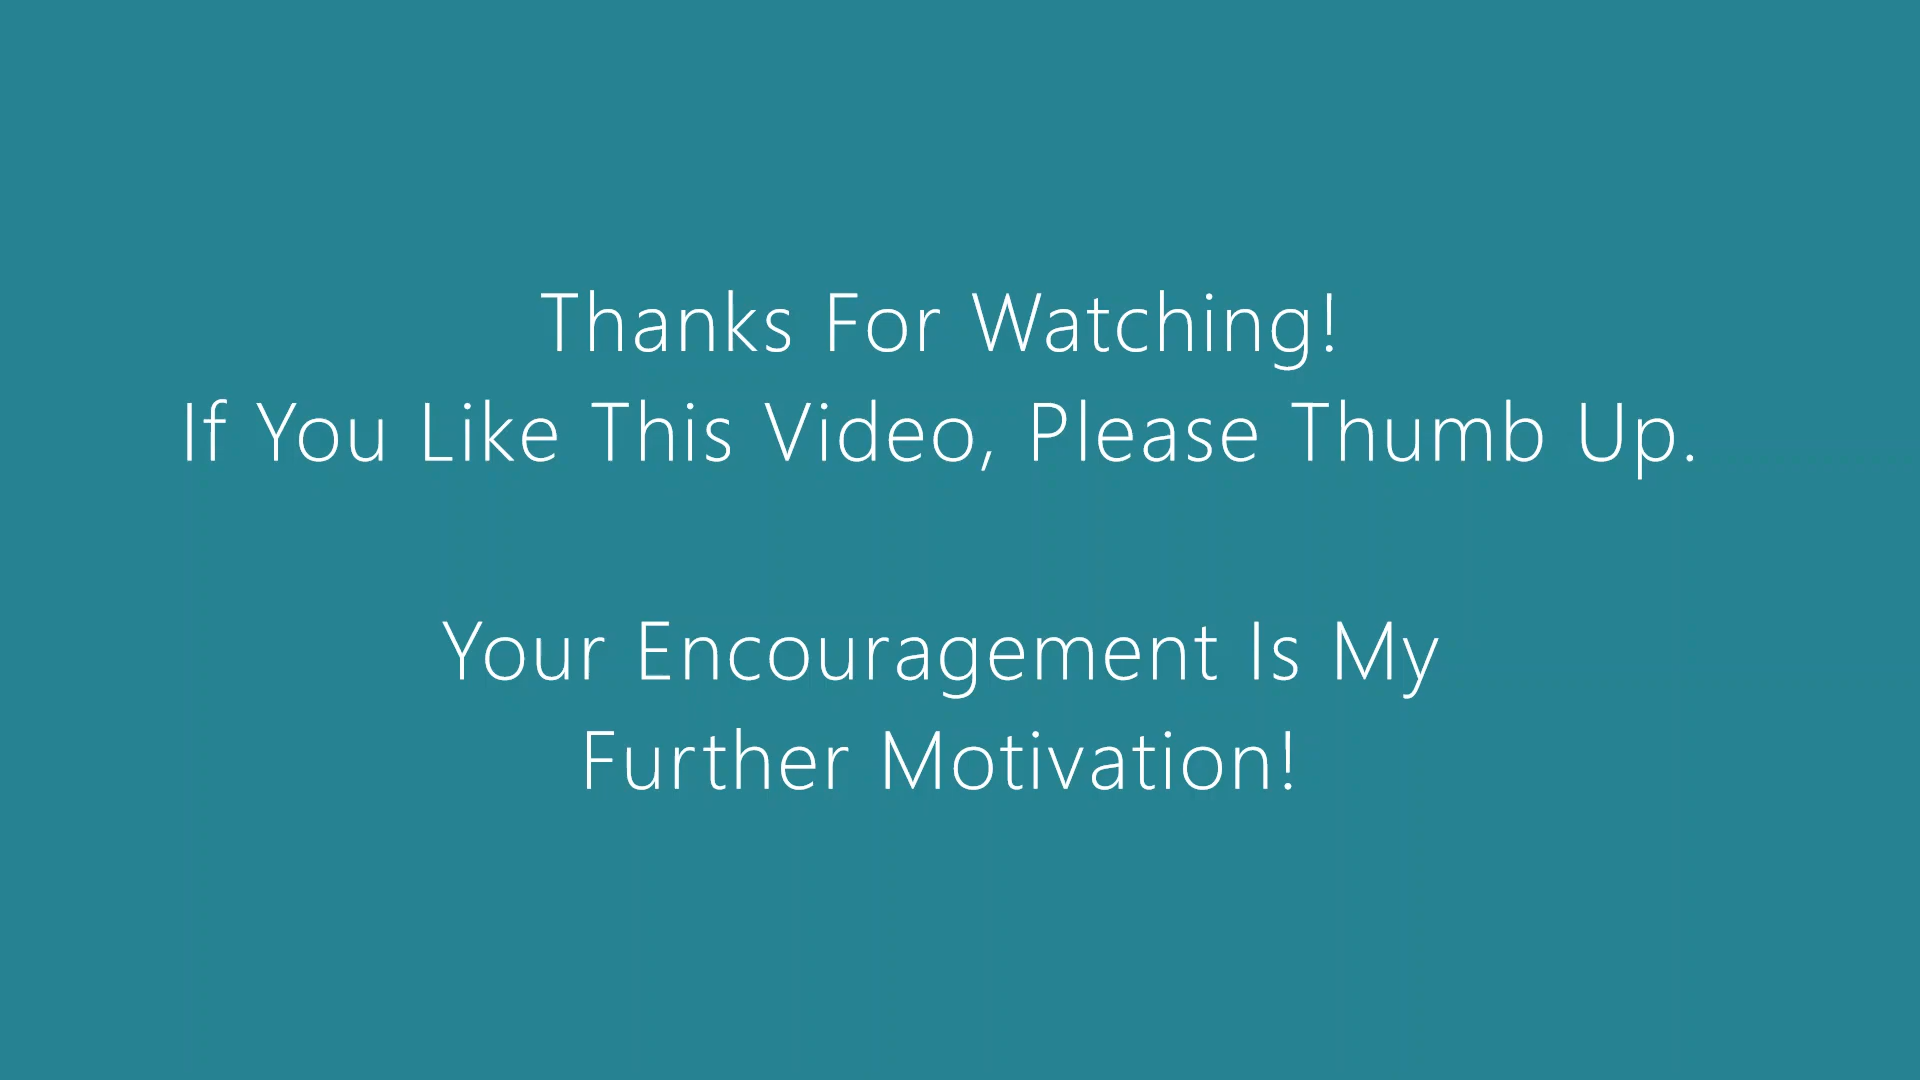 Thanks For Watching!
If You Like This Video, Please Thumb Up.
Your Encouragement Is My
Further Motivation!